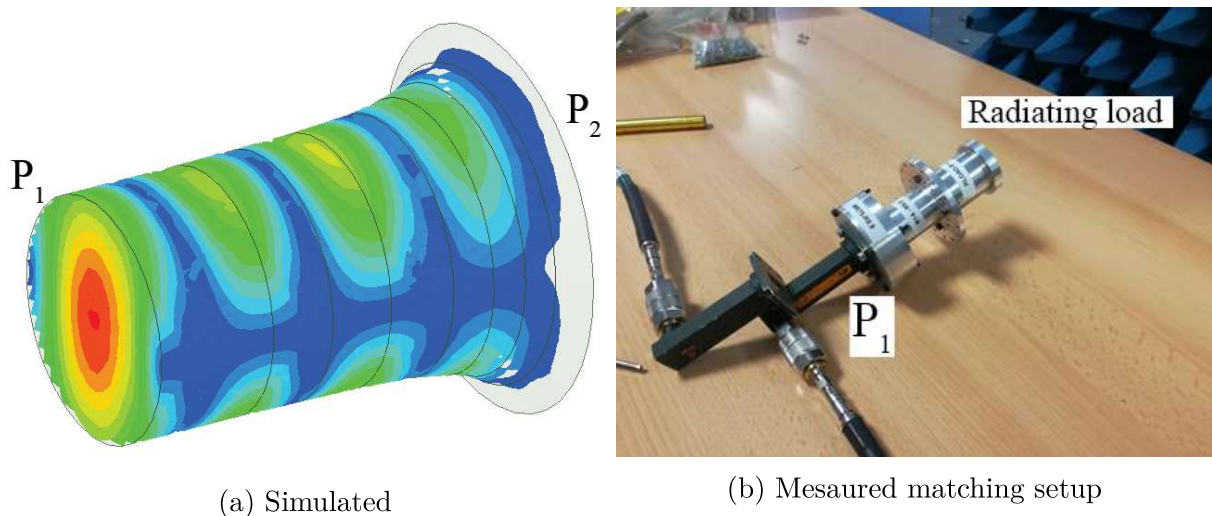 P1
P2
Radiating load
P1
(a) Simulated
(b) Mesaured matching setup